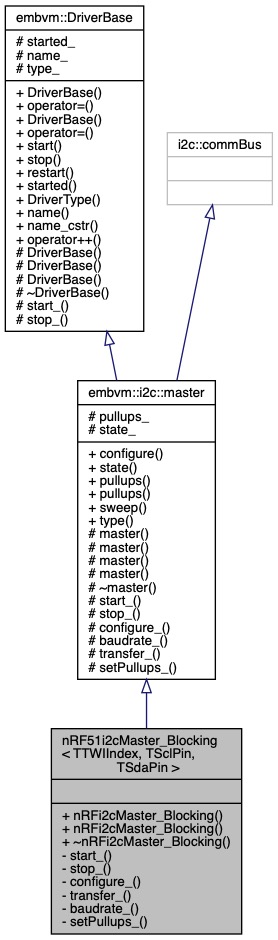 embvm::DriverBase
# started_
# name_
# type_
+ DriverBase()
+ operator=()
+ DriverBase()
+ operator=()
+ start()
+ stop()
+ restart()
+ started()
+ DriverType()
+ name()
+ name_cstr()
+ operator++()
# DriverBase()
# DriverBase()
# DriverBase()
# ~DriverBase()
# start_()
# stop_()
i2c::commBus
embvm::i2c::master
# pullups_
# state_
+ configure()
+ state()
+ pullups()
+ pullups()
+ sweep()
+ type()
# master()
# master()
# master()
# master()
# ~master()
# start_()
# stop_()
# configure_()
# baudrate_()
# transfer_()
# setPullups_()
nRF51i2cMaster_Blocking
< TTWIIndex, TSclPin,
TSdaPin >
+ nRFi2cMaster_Blocking()
+ nRFi2cMaster_Blocking()
+ ~nRFi2cMaster_Blocking()
- start_()
- stop_()
- configure_()
- transfer_()
- baudrate_()
- setPullups_()